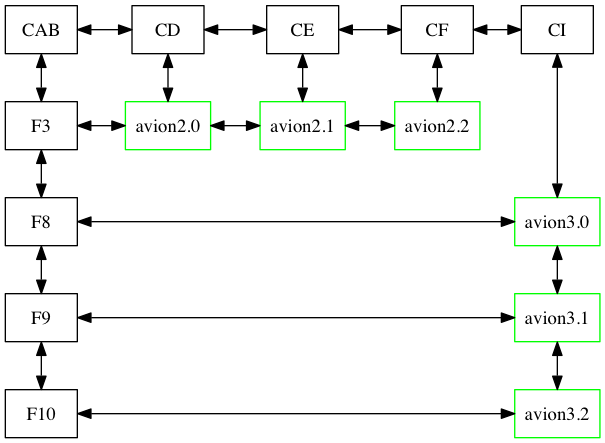 CAB CD CE CF CI
F3 avion2.0 avion2.1 avion2.2
F8 avion3.0
F9 avion3.1
F10 avion3.2